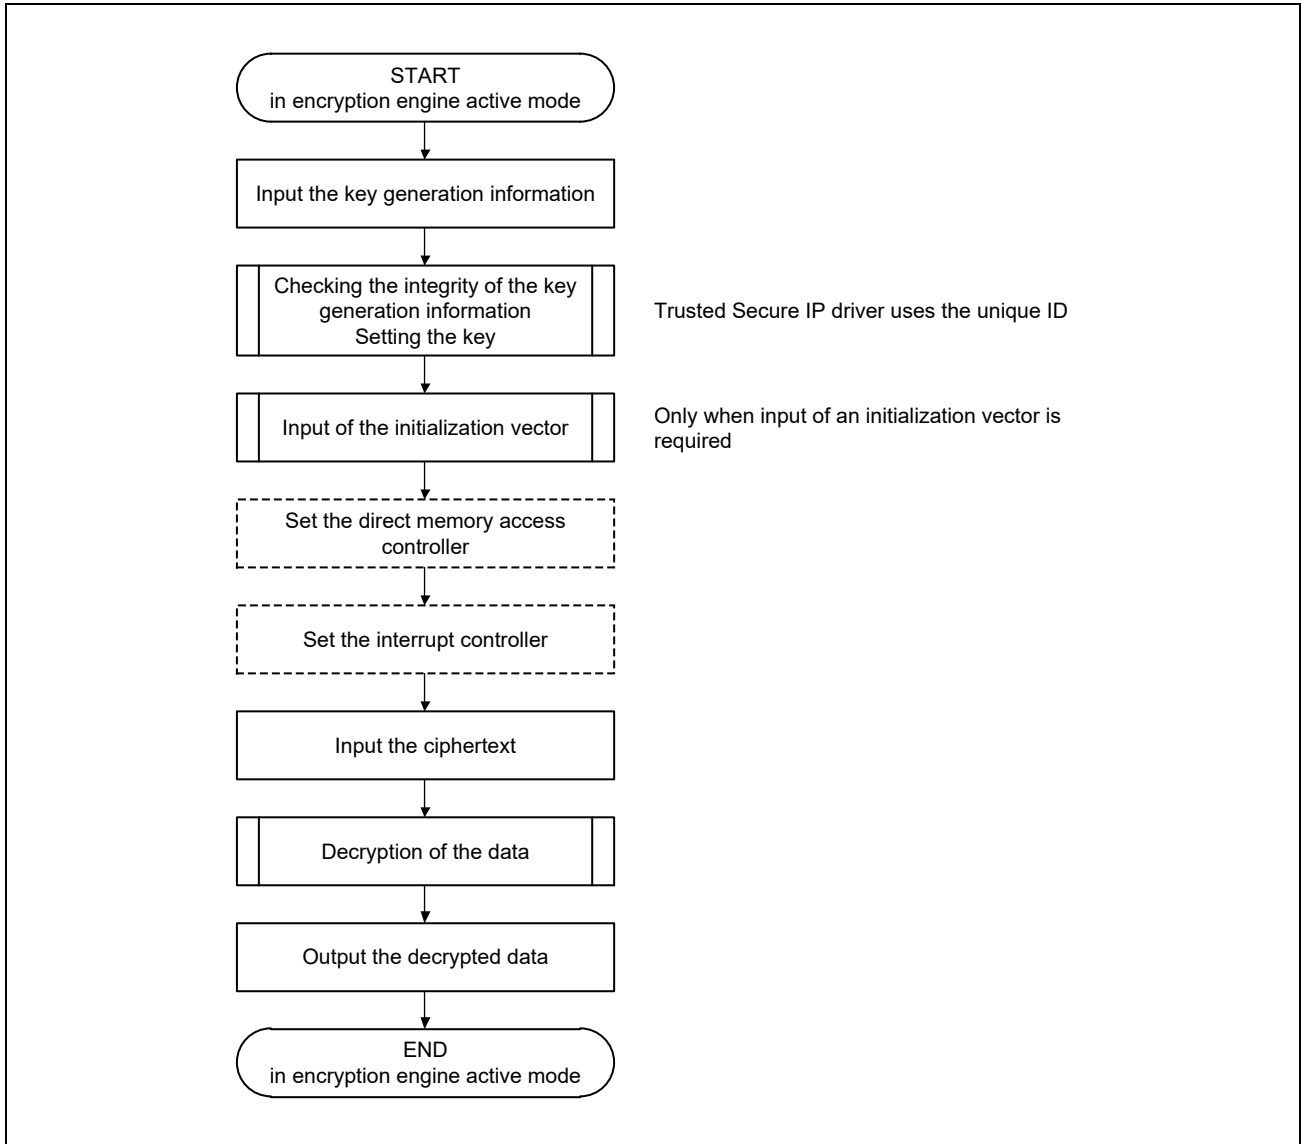 START
in encryption engine active mode
Input the key generation information
Checking the integrity of the key
generation information
Setting the key
Trusted Secure IP driver uses the unique ID
Input of the initialization vector
Only when input of an initialization vector is
required
Set the direct memory access
controller
Set the interrupt controller
Input the ciphertext
Decryption of the data
Output the decrypted data
END
in encryption engine active mode